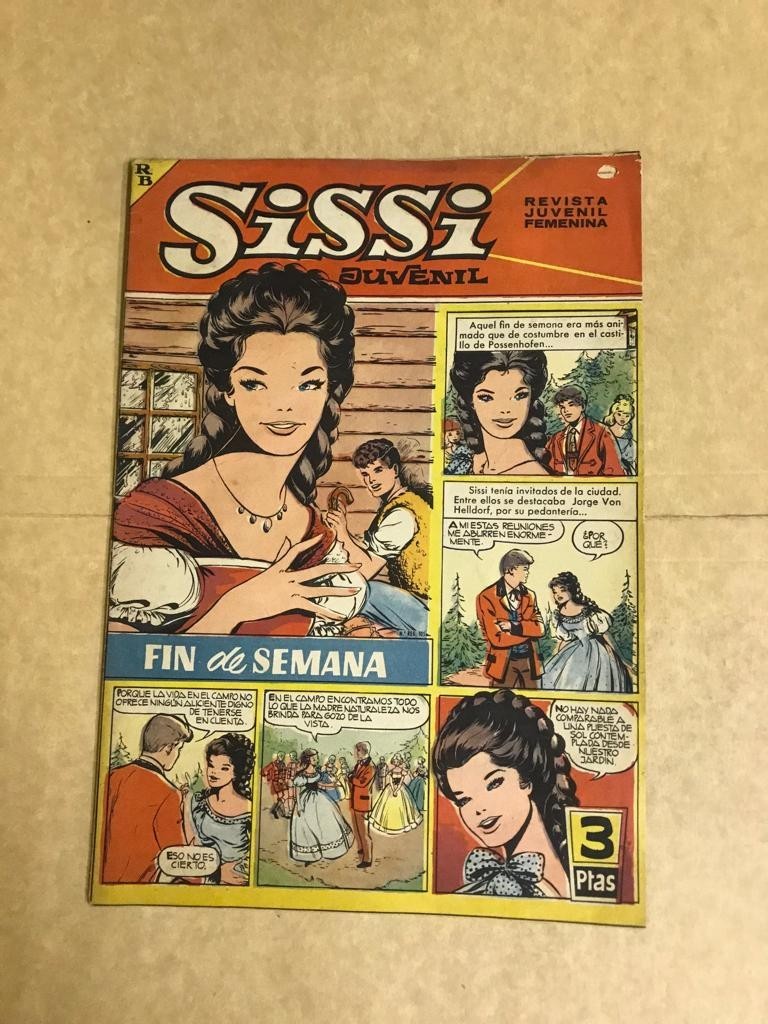 R
B
Sissi
JUVENIL
REVISTA
JUVENIL
FEMENINA
Aquel fin de semana era más ani-
mado que de costumbre en el casti-
llo de Possenhofen...
Sissi tenía invitados de la ciudad.
Entre ellos se destacaba Jorge Von
Helldorf, por su pedantería...
A MI ESTAS REUNIONES
ME ABURREN ENORME-
MENTE.
¿POR
QUÉ?
FIN de SEMANA
PORQUE LA VIDA EN EL CAMPO NO
OFRECE NINGÚN ALICIENTE DIGNO
DE TENERSE
EN CUENTA.
ESO NO ES
CIERTO.
EN EL CAMPO ENCONTRAMOS TODO
LO QUE LA MADRE NATURALEZA NOS
BRINDA PARA GOZO DE LA
VISTA.
NO HAY NADA
COMPARABLE A
UNA PUESTA DE
SOL CONTEM-
PLADA DESDE
NUESTRO
JARDÍN.
3
Ptas